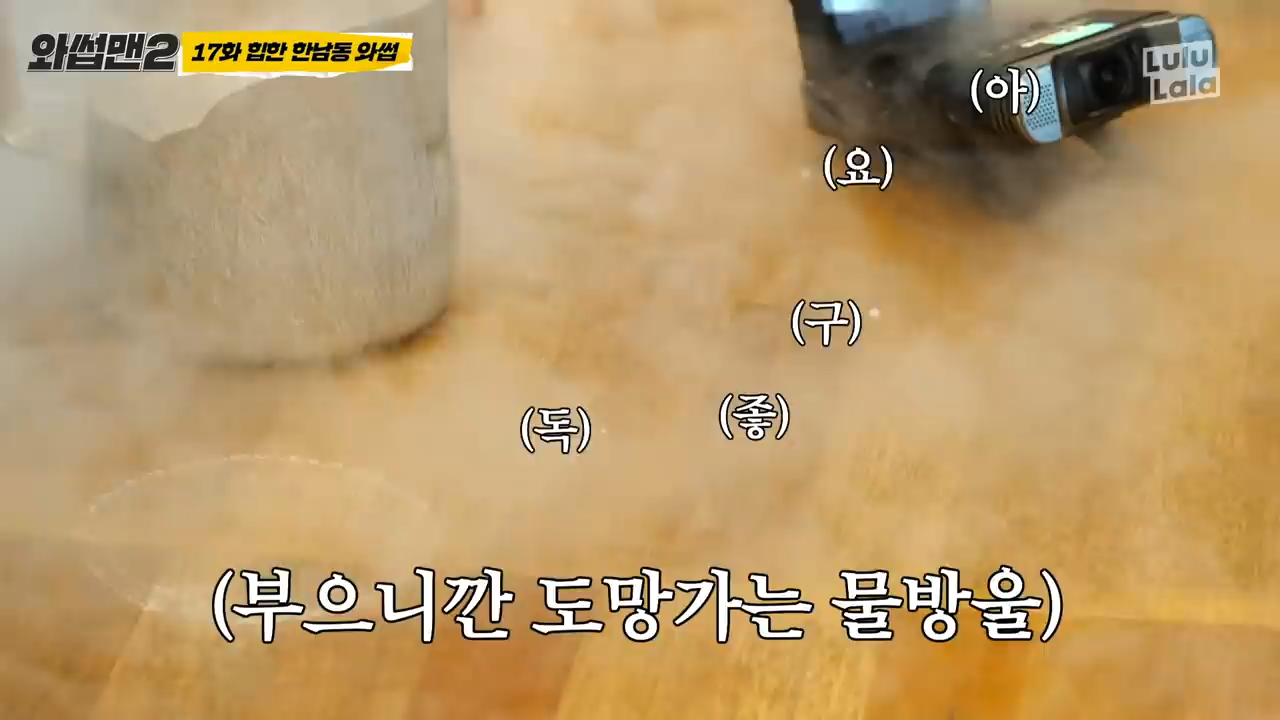 와썹맨2
17화 힙한 한남동 와썹
Lulu
Lala
(아)
(요)
(구)
(좋)
(독)
(부으니깐 도망가는 물방울)